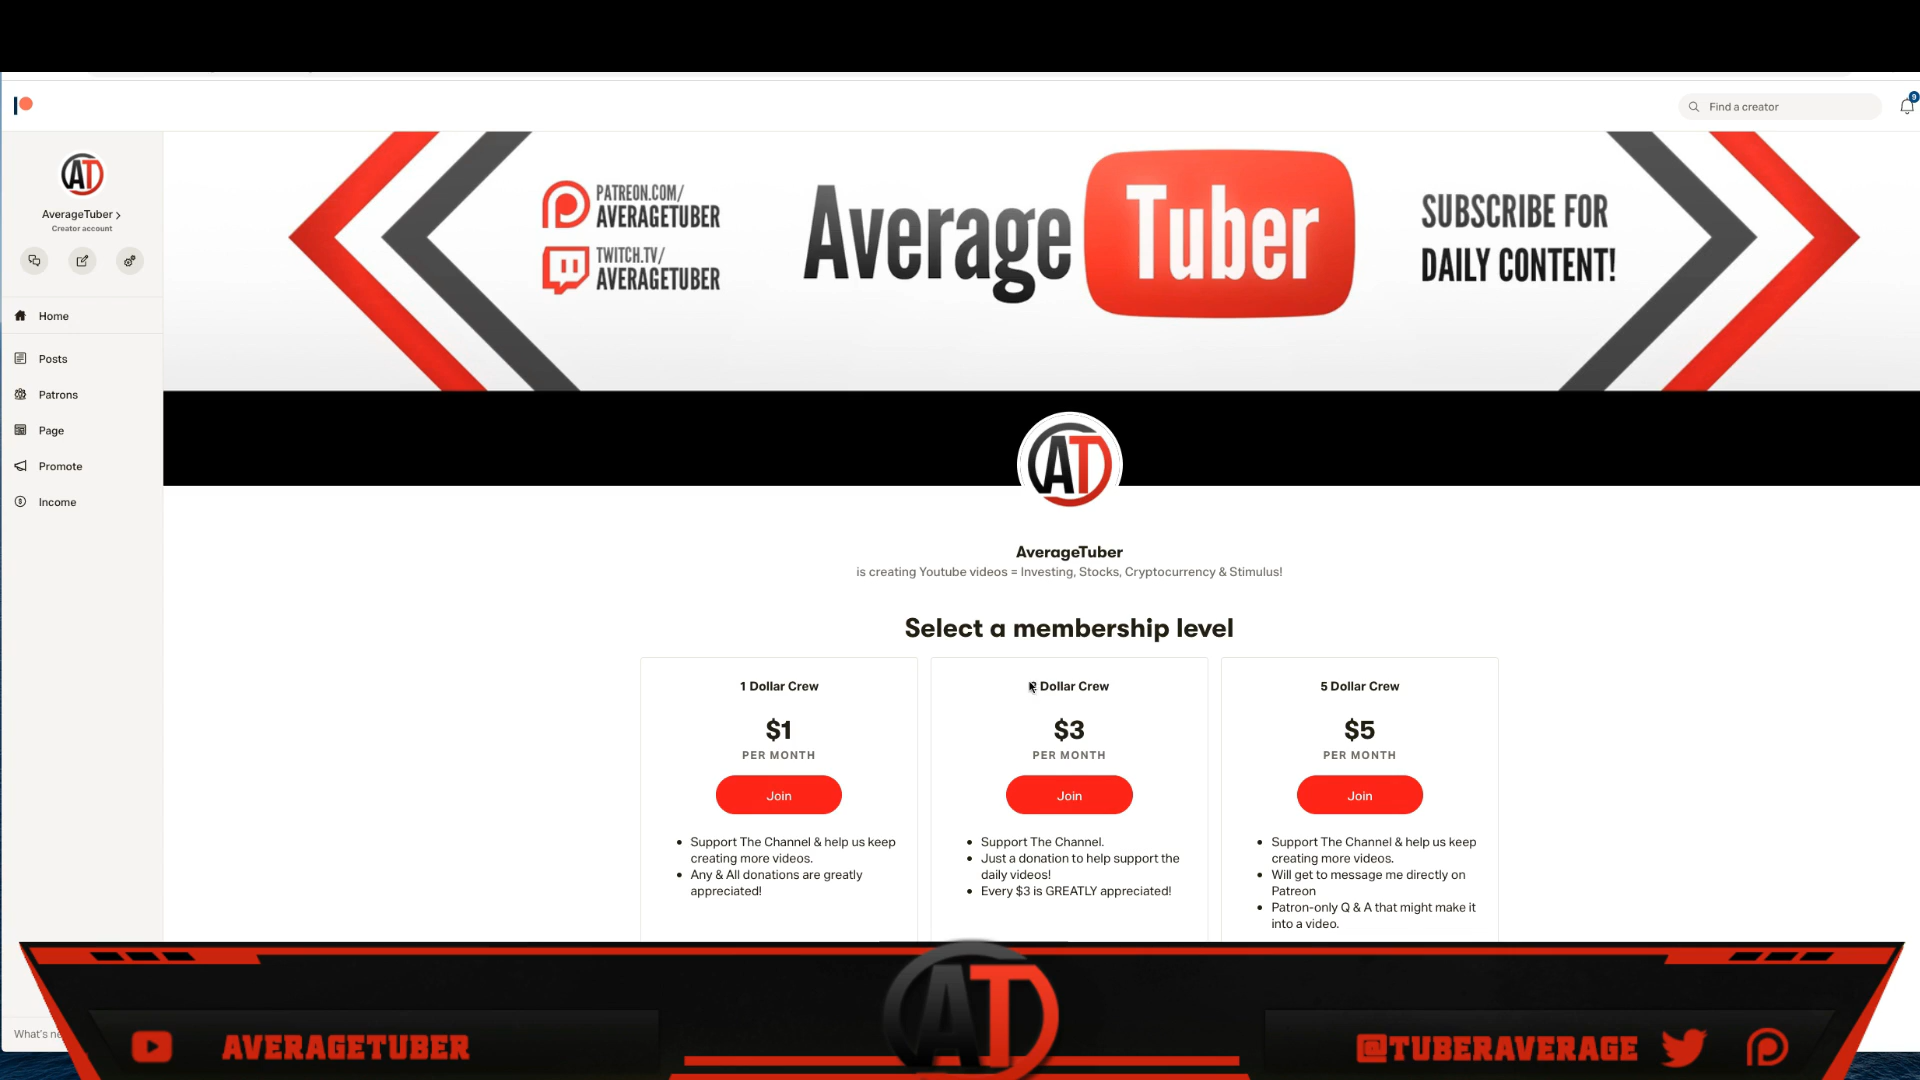 Find a creator
9
AT
AverageTuber >
Creator account
Home
Posts
Patrons
Page
Promote
Income
PATREON.COM/
AVERAGETUBER
TWITCH.TV/
AVERAGETUBER
Average Tuber
SUBSCRIBE FOR
DAILY CONTENT!
AT
AverageTuber
is creating Youtube videos = Investing, Stocks, Cryptocurrency & Stimulus!
Select a membership level
1 Dollar Crew
$1
PER MONTH
Join
• Support The Channel & help us keep
creating more videos.
• Any & All donations are greatly
appreciated!
Dollar Crew
$3
PER MONTH
Join
• Support The Channel.
• Just a donation to help support the
daily videos!
• Every $3 is GREATLY appreciated!
5 Dollar Crew
$5
PER MONTH
Join
• Support The Channel & help us keep
creating more videos.
• Will get to message me directly on
Patreon
• Patron-only Q & A that might make it
into a video.
What's ne
AVERAGETUBER
AT
@TUBERAVERAGE